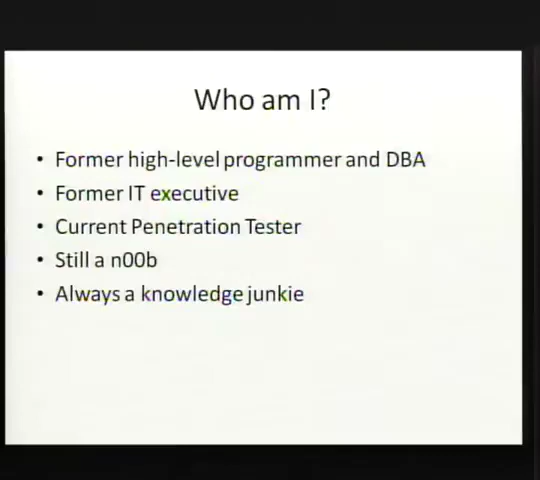 Who am I?
• Former high-level programmer and DBA
• Former IT executive
• Current Penetration Tester
• Still a n00b
• Always a knowledge junkie